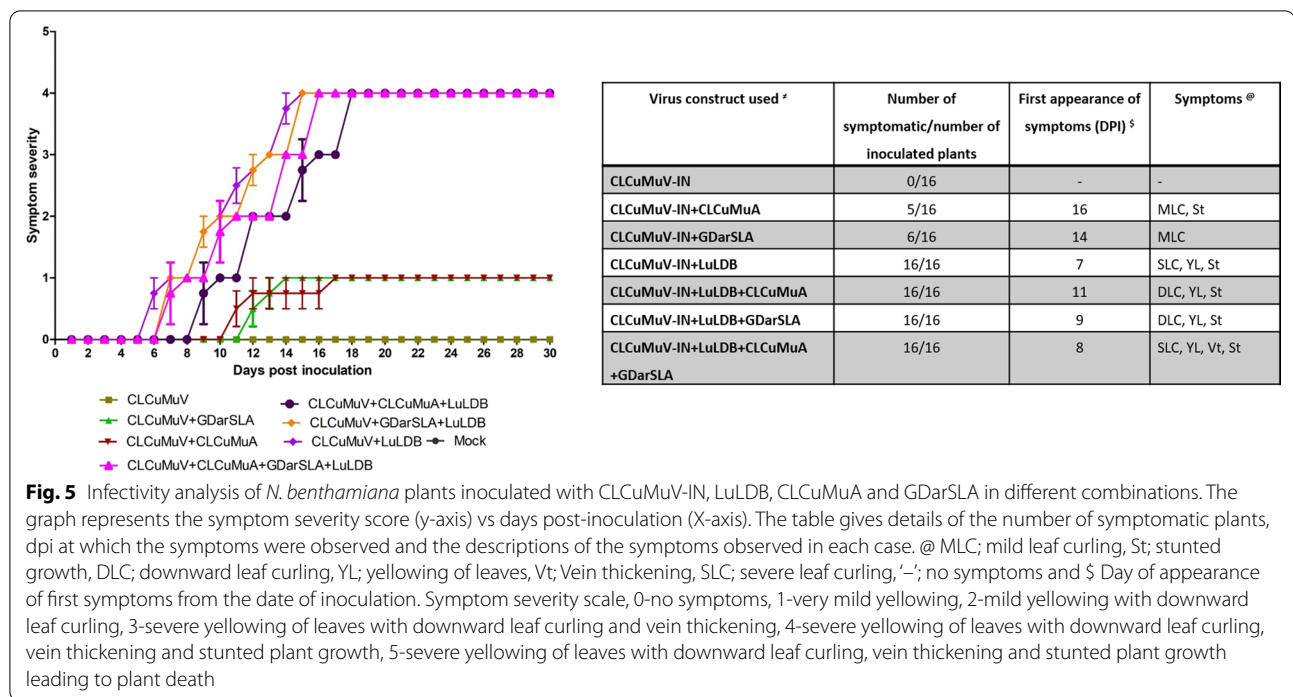 Symptom severity
5
4
3
2
1
0
0 2 4 6 8 10 12 14 16 18 20 22 24 26 28 30
Days post inoculation
CLCuMuV
CLCuMuV+GDarSLA
CLCuMuV+CLCuMuA
CLCuMuV+CLCuMuA+GDarSLA+LuLDB
CLCuMuV+CLCuMuA+LuLDB
CLCuMuV+GDarSLA+LuLDB
CLCuMuV+LuLDB
Mock
Virus construct used ≠ Number of symptomatic/number of inoculated plants First appearance of symptoms (DPI) $ Symptoms @
CLCuMuV-IN 0/16 - -
CLCuMuV-IN+CLCuMuA 5/16 16 MLC, St
CLCuMuV-IN+GDarSLA 6/16 14 MLC
CLCuMuV-IN+LuLDB 16/16 7 SLC, YL, St
CLCuMuV-IN+LuLDB+CLCuMuA 16/16 11 DLC, YL, St
CLCuMuV-IN+LuLDB+GDarSLA 16/16 9 DLC, YL, St
CLCuMuV-IN+LuLDB+CLCuMuA +GDarSLA 16/16 8 SLC, YL, Vt, St
Fig. 5 Infectivity analysis of N. benthamiana plants inoculated with CLCuMuV-IN, LuLDB, CLCuMuA and GDarSLA in different combinations. The
graph represents the symptom severity score (y-axis) vs days post-inoculation (X-axis). The table gives details of the number of symptomatic plants,
dpi at which the symptoms were observed and the descriptions of the symptoms observed in each case. @ MLC; mild leaf curling, St; stunted
growth, DLC; downward leaf curling, YL; yellowing of leaves, Vt; Vein thickening, SLC; severe leaf curling, ‘–’; no symptoms and $ Day of appearance
of first symptoms from the date of inoculation. Symptom severity scale, 0-no symptoms, 1-very mild yellowing, 2-mild yellowing with downward
leaf curling, 3-severe yellowing of leaves with downward leaf curling and vein thickening, 4-severe yellowing of leaves with downward leaf curling,
vein thickening and stunted plant growth, 5-severe yellowing of leaves with downward leaf curling, vein thickening and stunted plant growth
leading to plant death